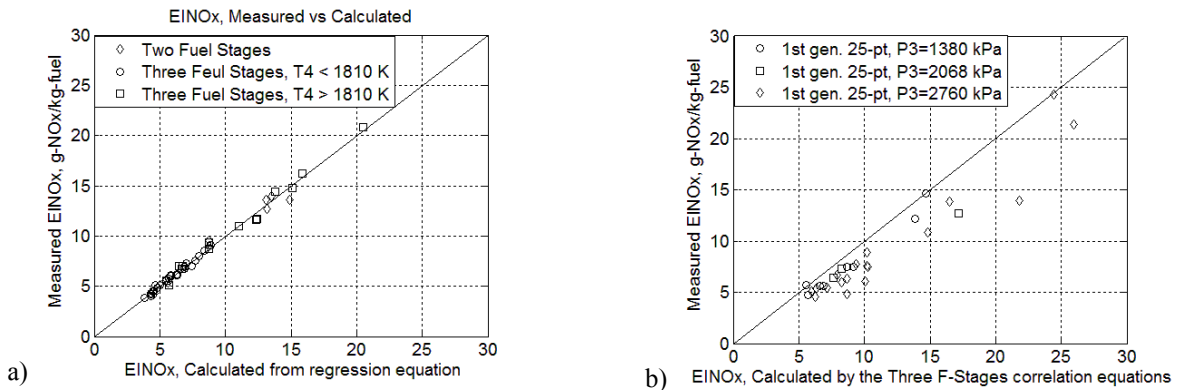 EINOx, Measured vs Calculated
Measured EINOx, g-NOx/kg-fuel
30
25
20
15
10
5
0
Two Fuel Stages
Three Feul Stages, T4 < 1810 K
Three Fuel Stages, T4 > 1810 K
0 5 10 15 20 25 30
a) EINOx, Calculated from regression equation
Measured EINOx, g-NOx/kg-fuel
30
25
20
15
10
5
0
1st gen. 25-pt, P3=1380 kPa
1st gen. 25-pt, P3=2068 kPa
1st gen. 25-pt, P3=2760 kPa
0 5 10 15 20 25 30
b) EINOx, Calculated by the Three F-Stages correlation equations